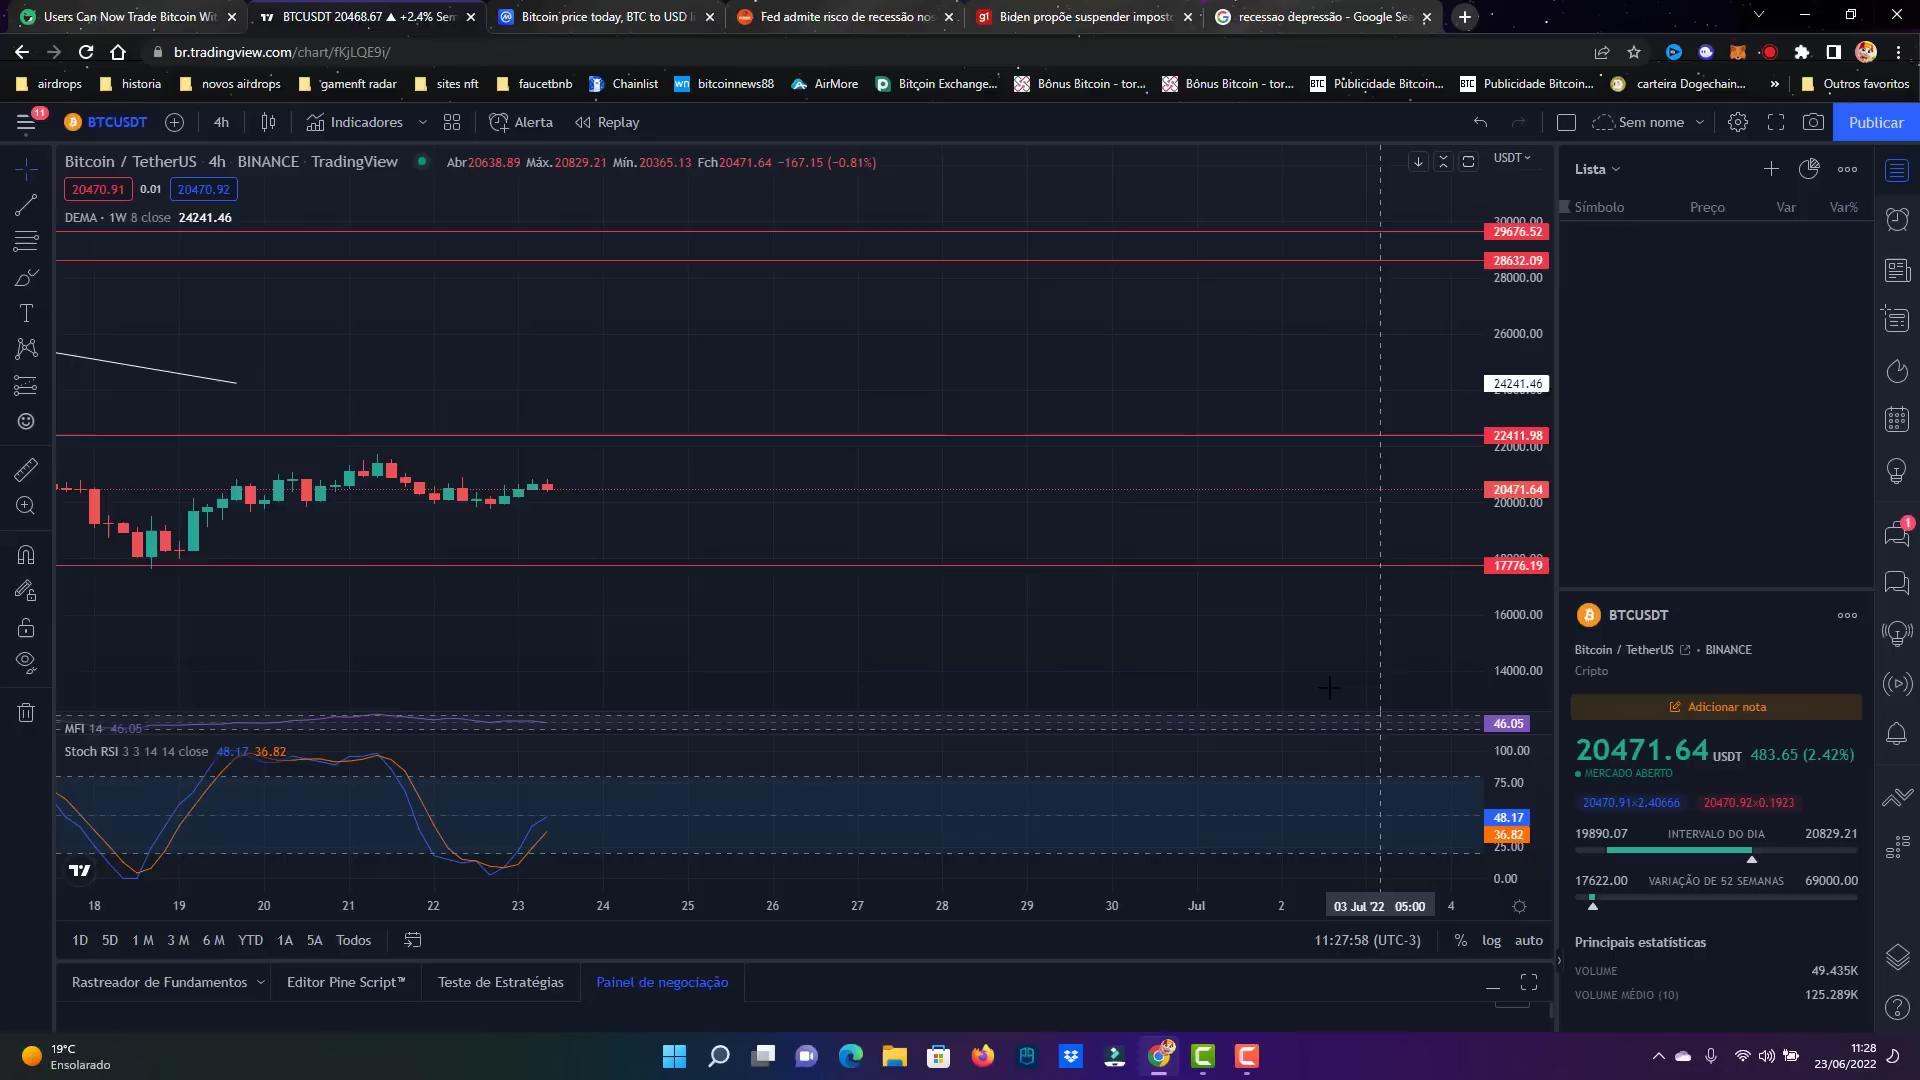 Users Can Now Trade Bitcoin Wit
BTCUSDT 20468.67 ▲ +2.4% Sem
Bitcoin price today, BTC to USD li
Fed admite risco de recessão nos
Biden propõe suspender impost
recessao depressão - Google Sea
br.tradingview.com/chart/fKjLQE9i/
airdrops
historia
novos airdrops
gamenft radar
sites nft
faucetbnb
Chainlist
bitcoinnews88
AirMore
Bitcoin Exchange...
Bônus Bitcoin - tor...
Bônus Bitcoin - tor...
Publicidade Bitcoin...
Publicidade Bitcoin...
carteira Dogechain...
»
Outros favoritos
11
BTCUSDT
4h
Indicadores
Alerta
Replay
Sem nome
Publicar
Bitcoin / TetherUS 4h BINANCE TradingView
Abr20638.89 Máx.20829.21 Mín.20365.13 Fch20471.64 −167.15 (−0.81%)
USDT
20470.91 0.01 20470.92
DEMA · 1W 8 close 24241.46
30000.00
29676.52
28632.09
28000.00
26000.00
24241.46
22411.98
22000.00
20471.64
20000.00
17776.19
16000.00
14000.00
MFI 14 46.05
46.05
Stoch RSI 3 3 14 14 close 48.17 36.82
100.00
75.00
48.17
36.82
25.00
0.00
18 19 20 21 22 23 24 25 26 27 28 29 30 Jul 2 03 Jul '22 05:00 4
1D 5D 1 M 3 M 6 M YTD 1A 5A Todos
11:27:58 (UTC-3) % log auto
Rastreador de Fundamentos
Editor Pine Script™
Teste de Estratégias
Painel de negociação
Lista
Símbolo Preço Var Var%
BTCUSDT
Bitcoin / TetherUS • BINANCE
Cripto
Adicionar nota
20471.64 USDT 483.65 (2.42%)
MERCADO ABERTO
20470.91×2.40666 20470.92×0.1923
19890.07 INTERVALO DO DIA 20829.21
17622.00 VARIAÇÃO DE 52 SEMANAS 69000.00
Principais estatísticas
VOLUME 49.435K
VOLUME MÉDIO (10) 125.289K
1
19°C
Ensolarado
11:28
23/06/2022